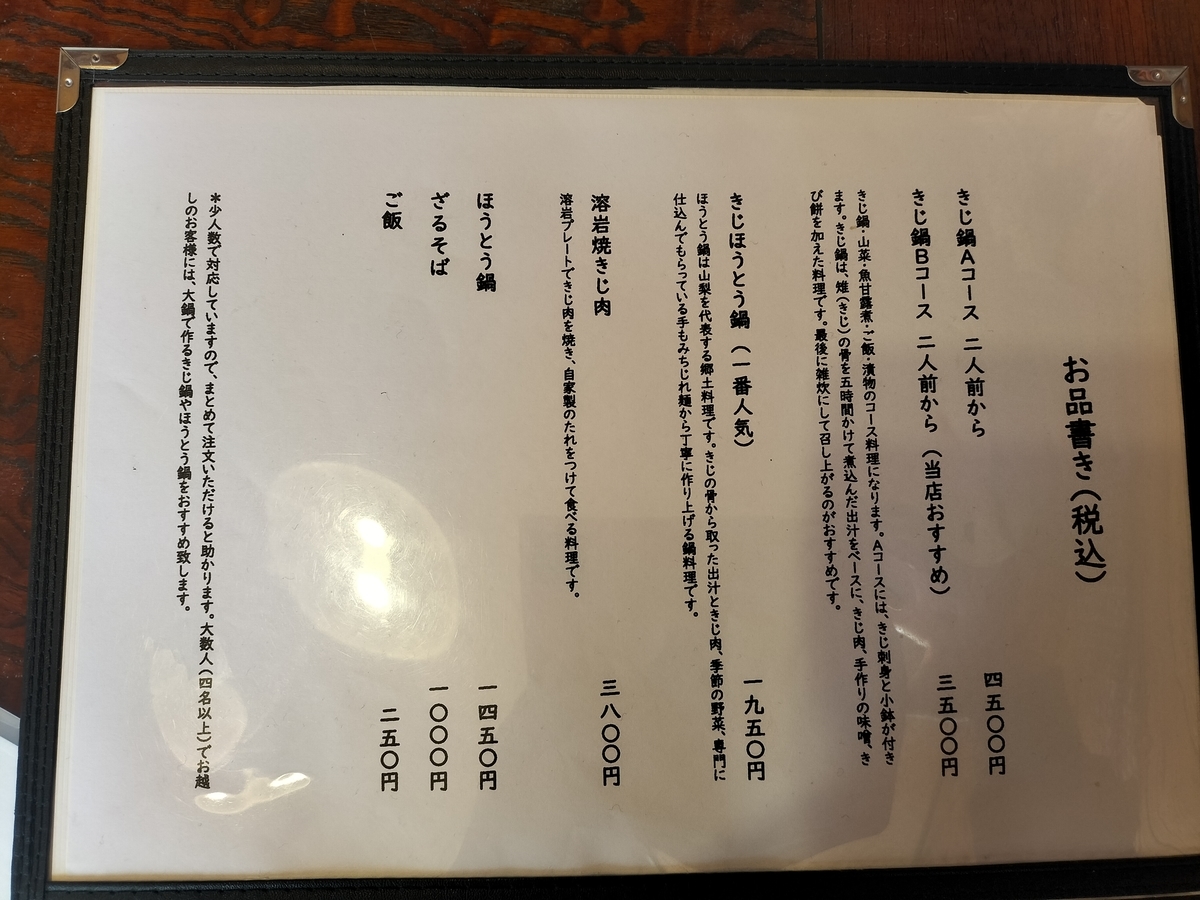 お品書き（税込）
きじ鍋Aコース 二人前から 四五〇〇円
きじ鍋Bコース 二人前から（当店おすすめ） 三五〇〇円
きじ鍋・山菜・魚甘露煮・ご飯・漬物のコース料理になります。Aコースには、きじ刺身と小鉢が付き
ます。きじ鍋は、雉（きじ）の骨を五時間かけて煮込んだ出汁をベースに、きじ肉、手作りの味噌、き
び餅を加えた料理です。最後に雑炊にして召し上がるのがおすすめです。
きじほうとう鍋（一番人気） 一九五〇円
ほうとう鍋は山梨を代表する郷土料理です。きじの骨から取った出汁ときじ肉、季節の野菜、専門に
仕込んでもらっている手もみちぢれ麺から丁寧に作り上げる鍋料理です。
溶岩焼きじ肉 三八〇〇円
溶岩プレートできじ肉を焼き、自家製のたれをつけて食べる料理です。
ほうとう鍋 一四五〇円
ざるそば 一〇〇〇円
ご飯 二五〇円
＊少人数で対応していますので、まとめて注文いただけると助かります。大数人（四名以上）でお越
しのお客様には、大鍋で作るきじ鍋やほうとう鍋をおすすめ致します。